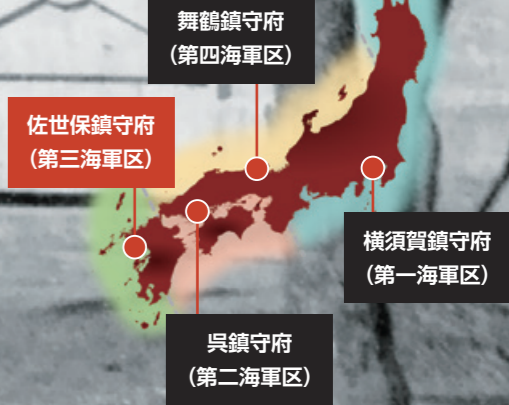 舞鶴鎮守府
（第四海軍区）
佐世保鎮守府
（第三海軍区）
横須賀鎮守府
（第一海軍区）
呉鎮守府
（第二海軍区）